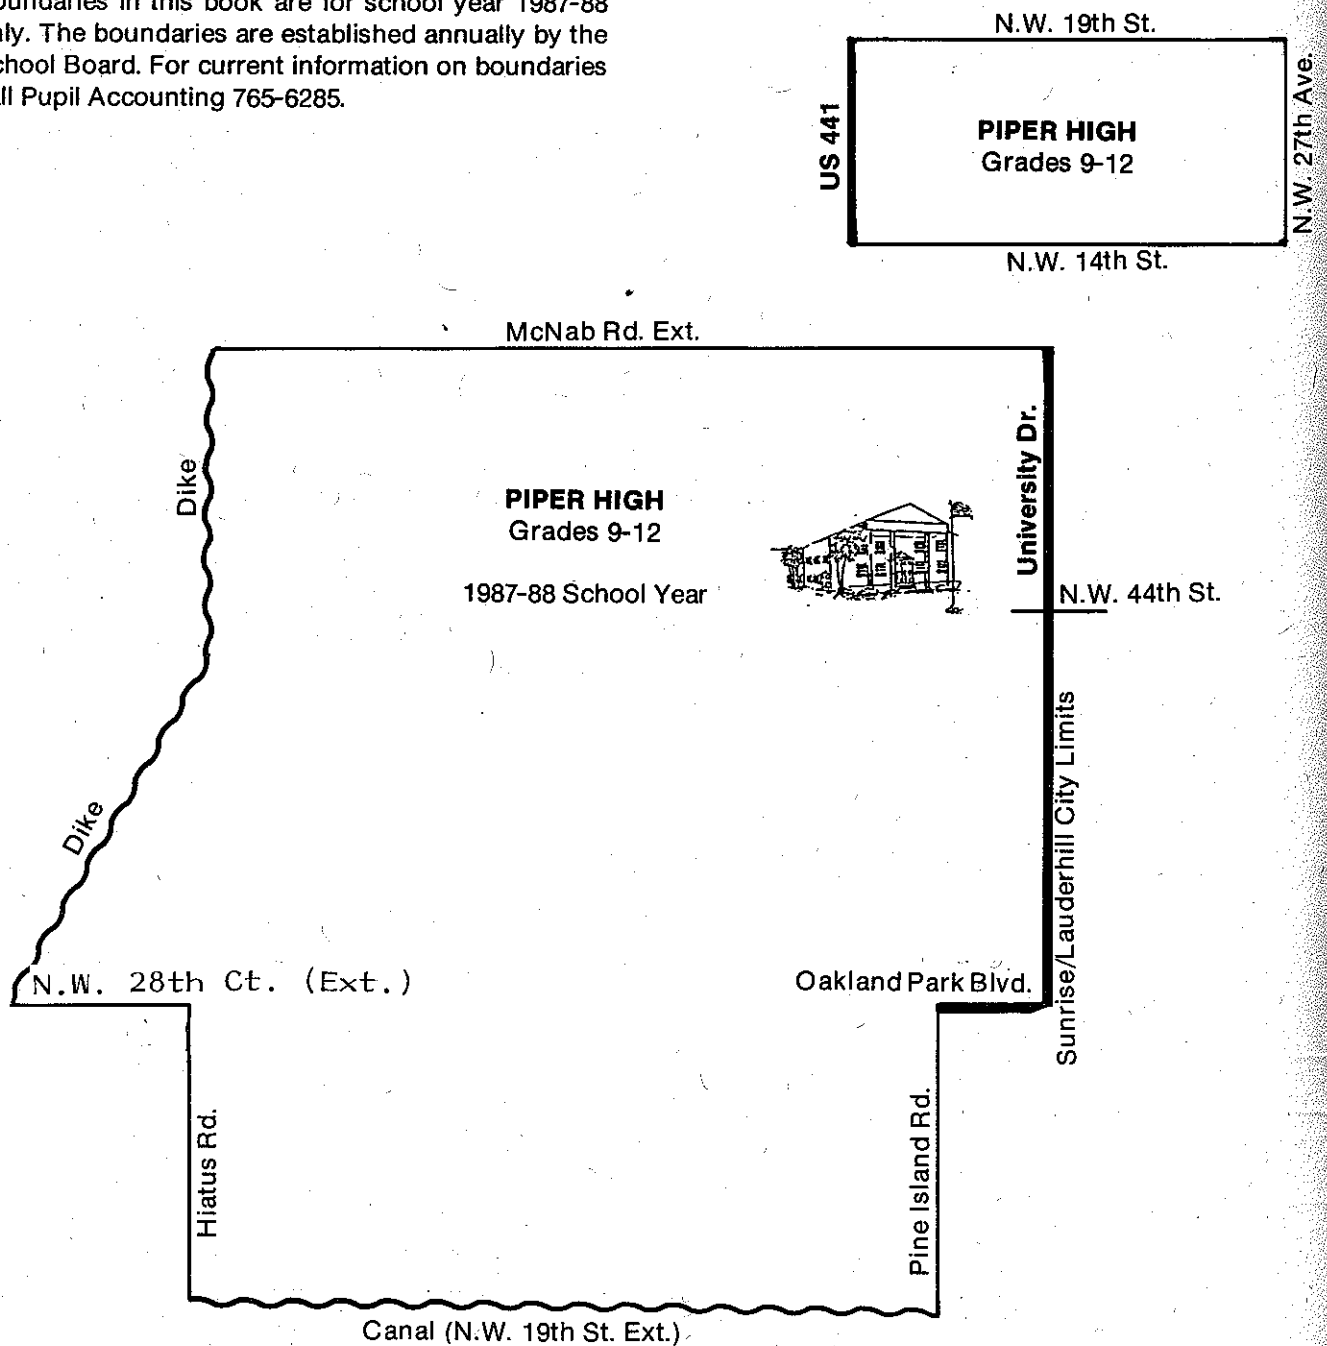 oundaries in this book are for school year 1987-88
ly. The boundaries are established annually by the
chool Board. For current information on boundaries
ll Pupil Accounting 765-6285.
N.W. 19th St.
US 441
PIPER HIGH
Grades 9-12
N.W. 27th Ave.
N.W. 14th St.
McNab Rd. Ext.
Dike
PIPER HIGH
Grades 9-12
1987-88 School Year
University Dr.
N.W. 44th St.
Dike
Sunrise/Lauderhill City Limits
N.W. 28th Ct. (Ext.)
Oakland Park Blvd.
Hiatus Rd.
Pine Island Rd.
Canal (N.W. 19th St. Ext.)